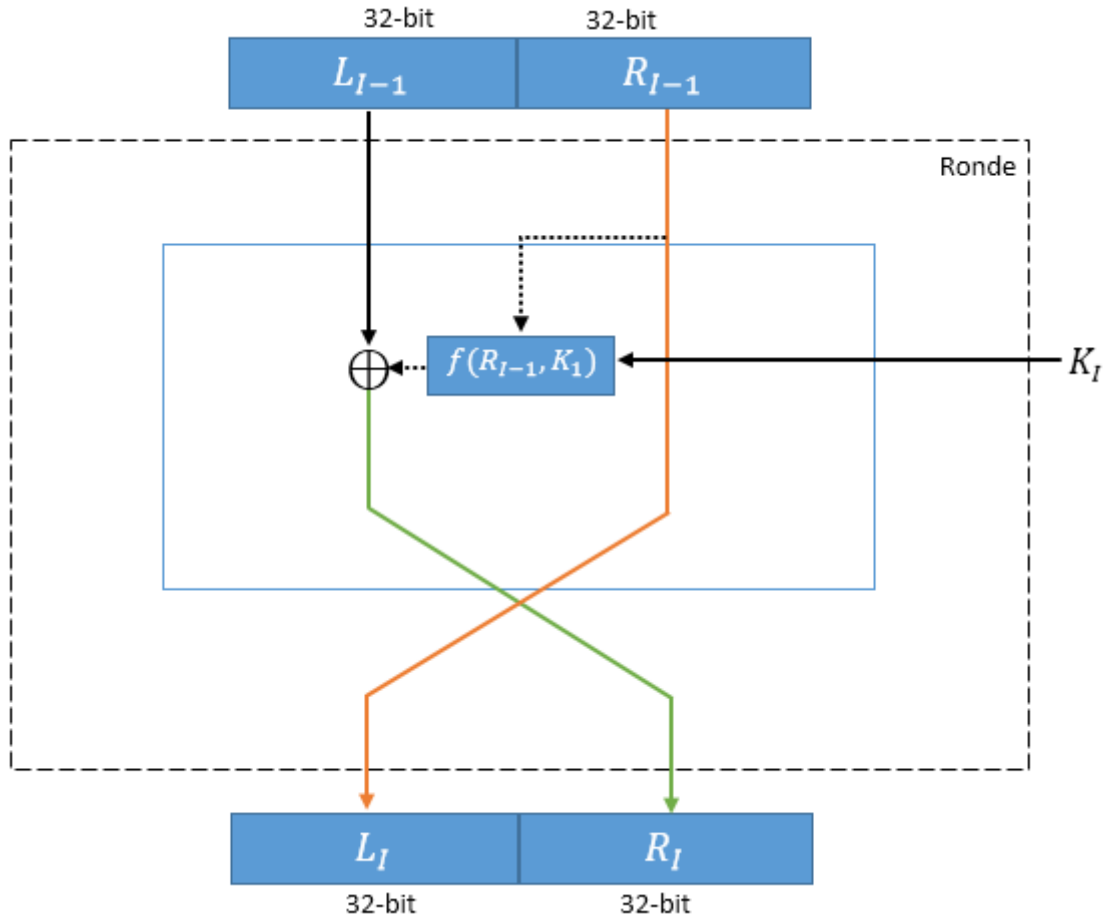 32-bit 32-bit
L_{I-1} R_{I-1}
Ronde
f(R_{I-1}, K_1)
K_I
L_I R_I
32-bit 32-bit